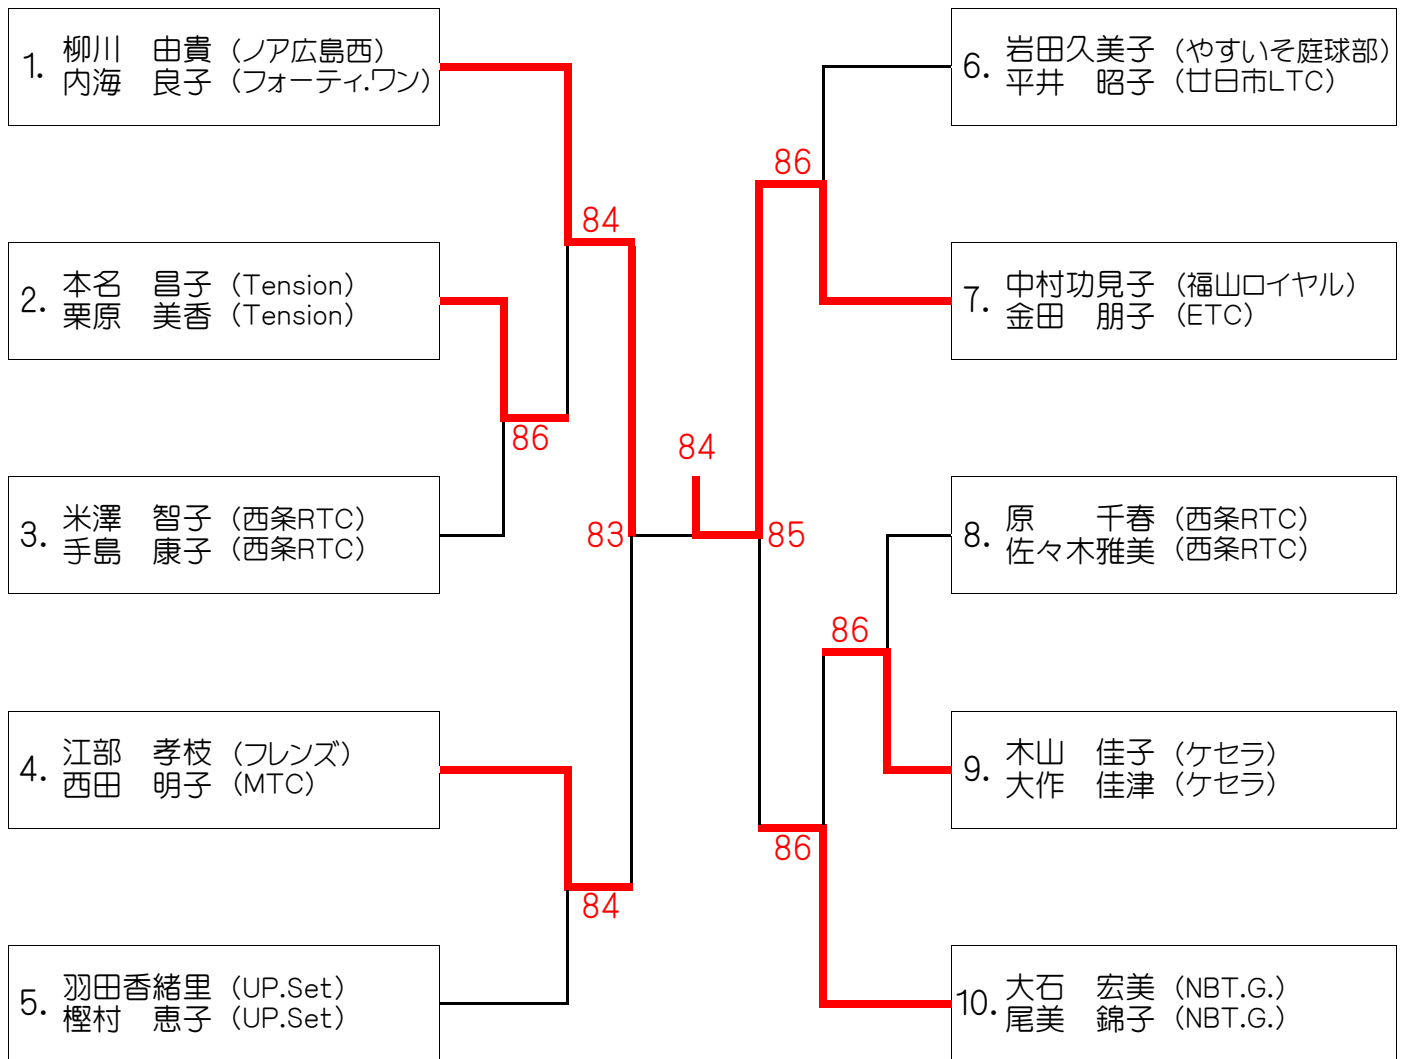 1. 柳川　由貴 (ノア広島西)
内海　良子 (フォーティ.ワン)
2. 本名　昌子 (Tension)
栗原　美香 (Tension)
3. 米澤　智子 (西条RTC)
手島　康子 (西条RTC)
4. 江部　孝枝 (フレンズ)
西田　明子 (MTC)
5. 羽田香緒里 (UP.Set)
樫村　恵子 (UP.Set)
84
86
83
84
84
86
85
86
86
6. 岩田久美子 (やすいそ庭球部)
平井　昭子 (廿日市LTC)
7. 中村功見子 (福山ロイヤル)
金田　朋子 (ETC)
8. 原　　千春 (西条RTC)
佐々木雅美 (西条RTC)
9. 木山　佳子 (ケセラ)
大作　佳津 (ケセラ)
10. 大石　宏美 (NBT.G.)
尾美　錦子 (NBT.G.)